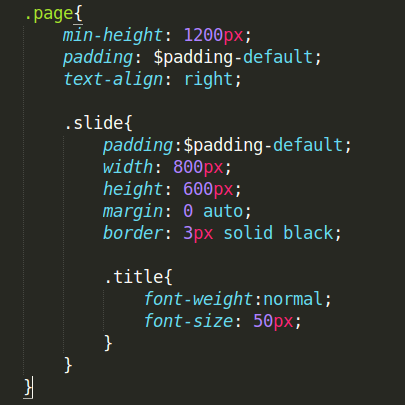 .page{
    min-height: 1200px;
    padding: $padding-default;
    text-align: right;

    .slide{
        padding:$padding-default;
        width: 800px;
        height: 600px;
        margin: 0 auto;
        border: 3px solid black;

        .title{
            font-weight:normal;
            font-size: 50px;
        }
    }
}